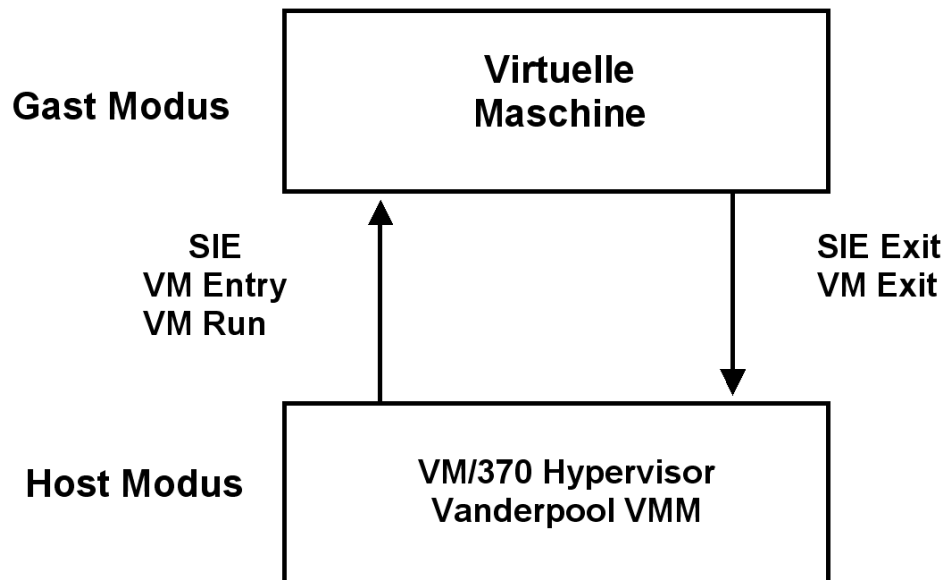 Virtuelle
Maschine
Gast Modus
SIE
VM Entry
VM Run
SIE Exit
VM Exit
Host Modus
VM/370 Hypervisor
Vanderpool VMM